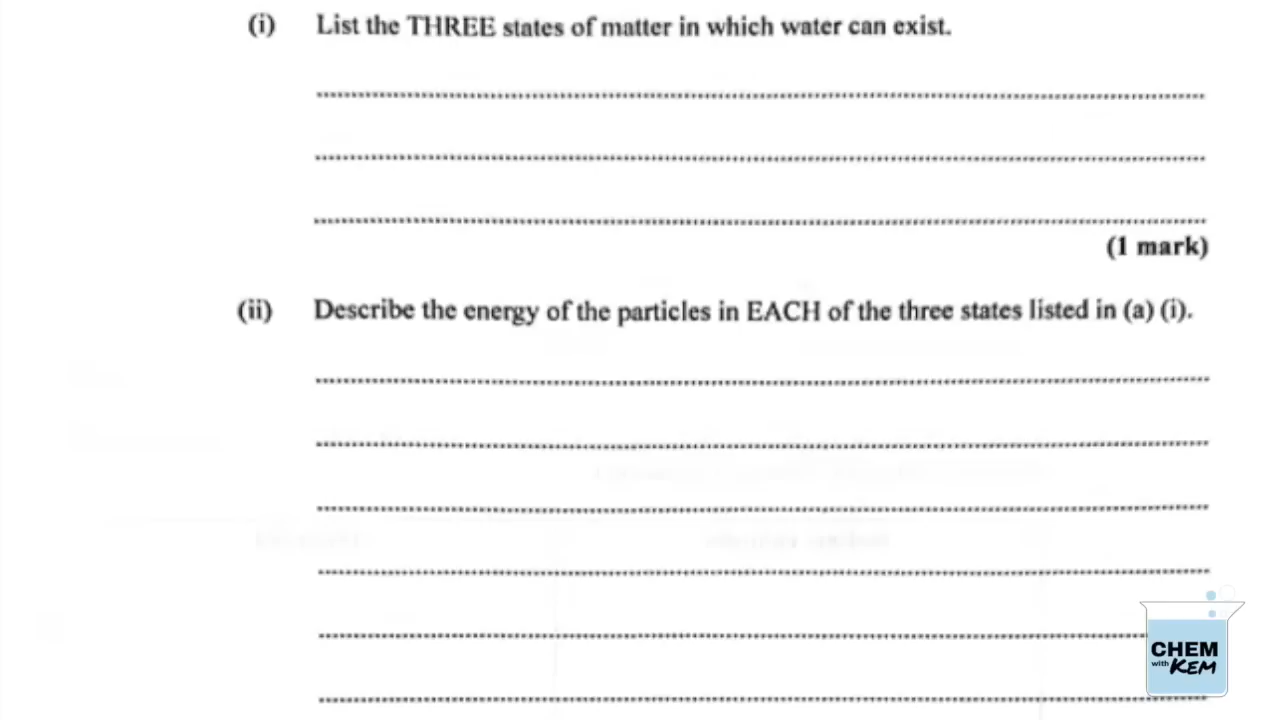 (i) List the THREE states of matter in which water can exist.
(1 mark)
(ii) Describe the energy of the particles in EACH of the three states listed in (a) (i).
CHEM
with KEM